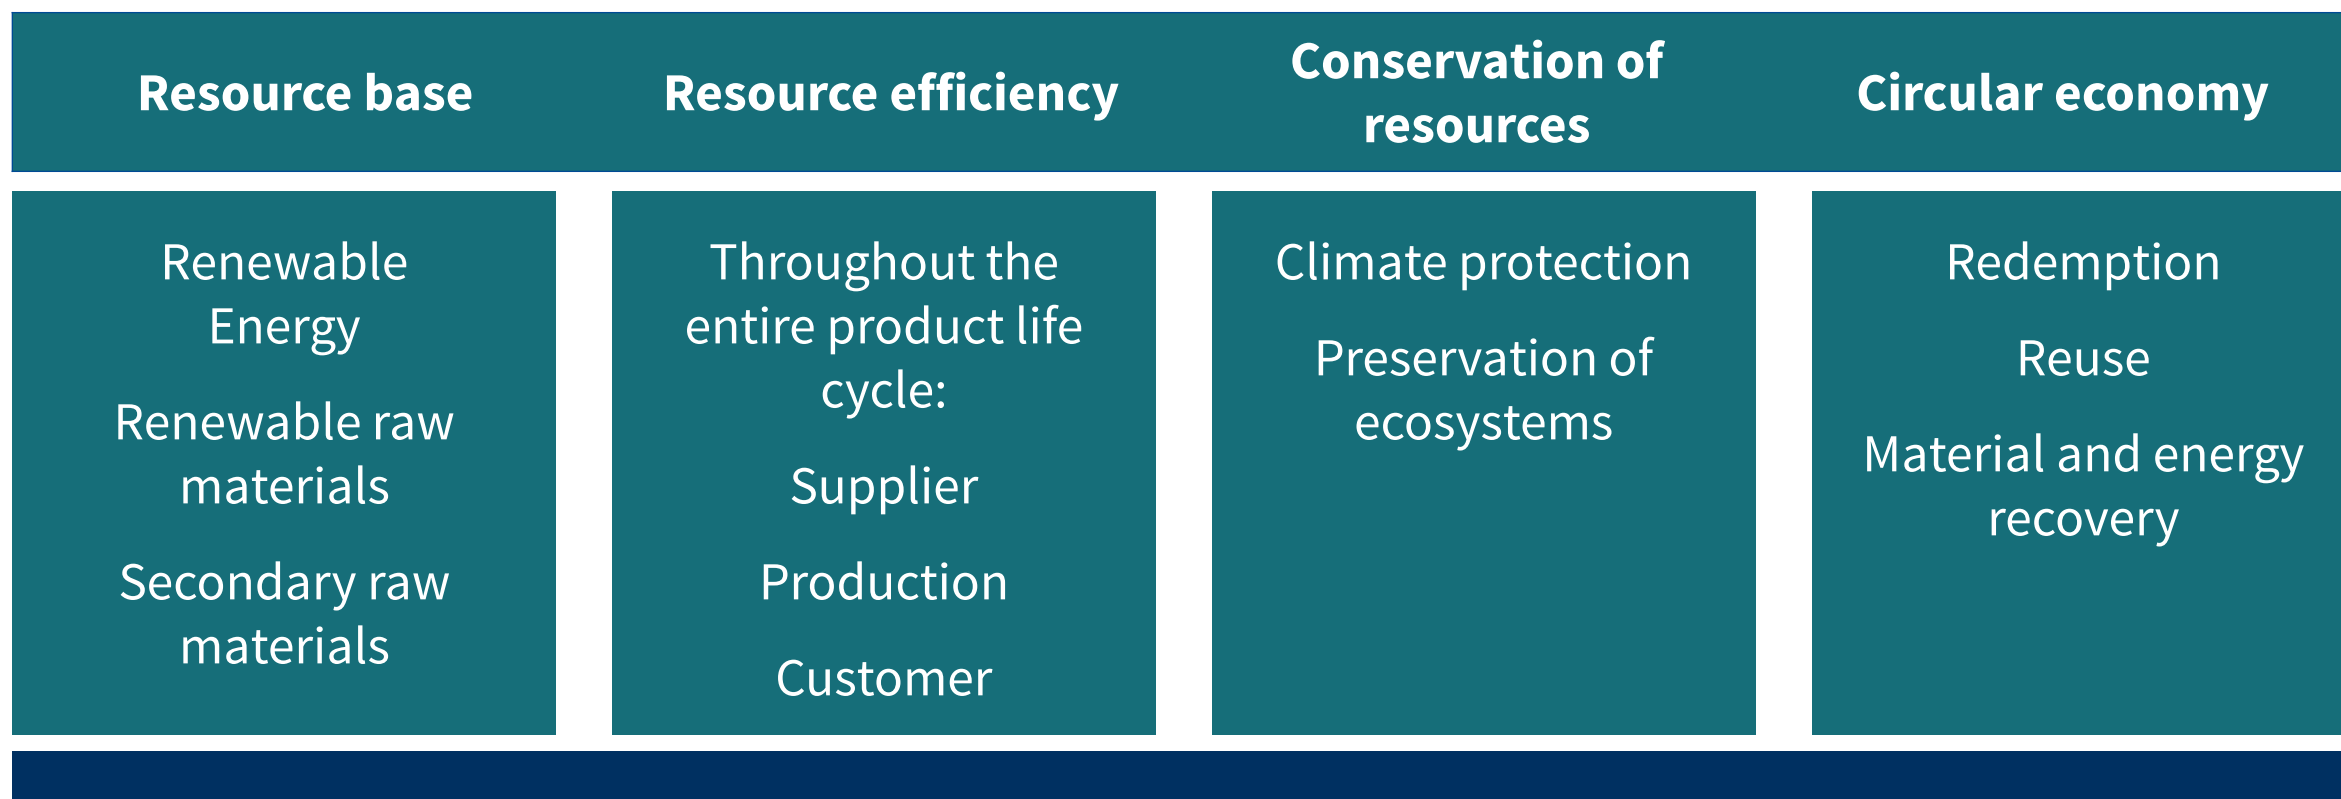 Resource base
Resource efficiency
Conservation of
resources
Circular economy
Renewable
Energy
Renewable raw
materials
Secondary raw
materials
Throughout the
entire product life
cycle:
Supplier
Production
Customer
Climate protection
Preservation of
ecosystems
Redemption
Reuse
Material and energy
recovery